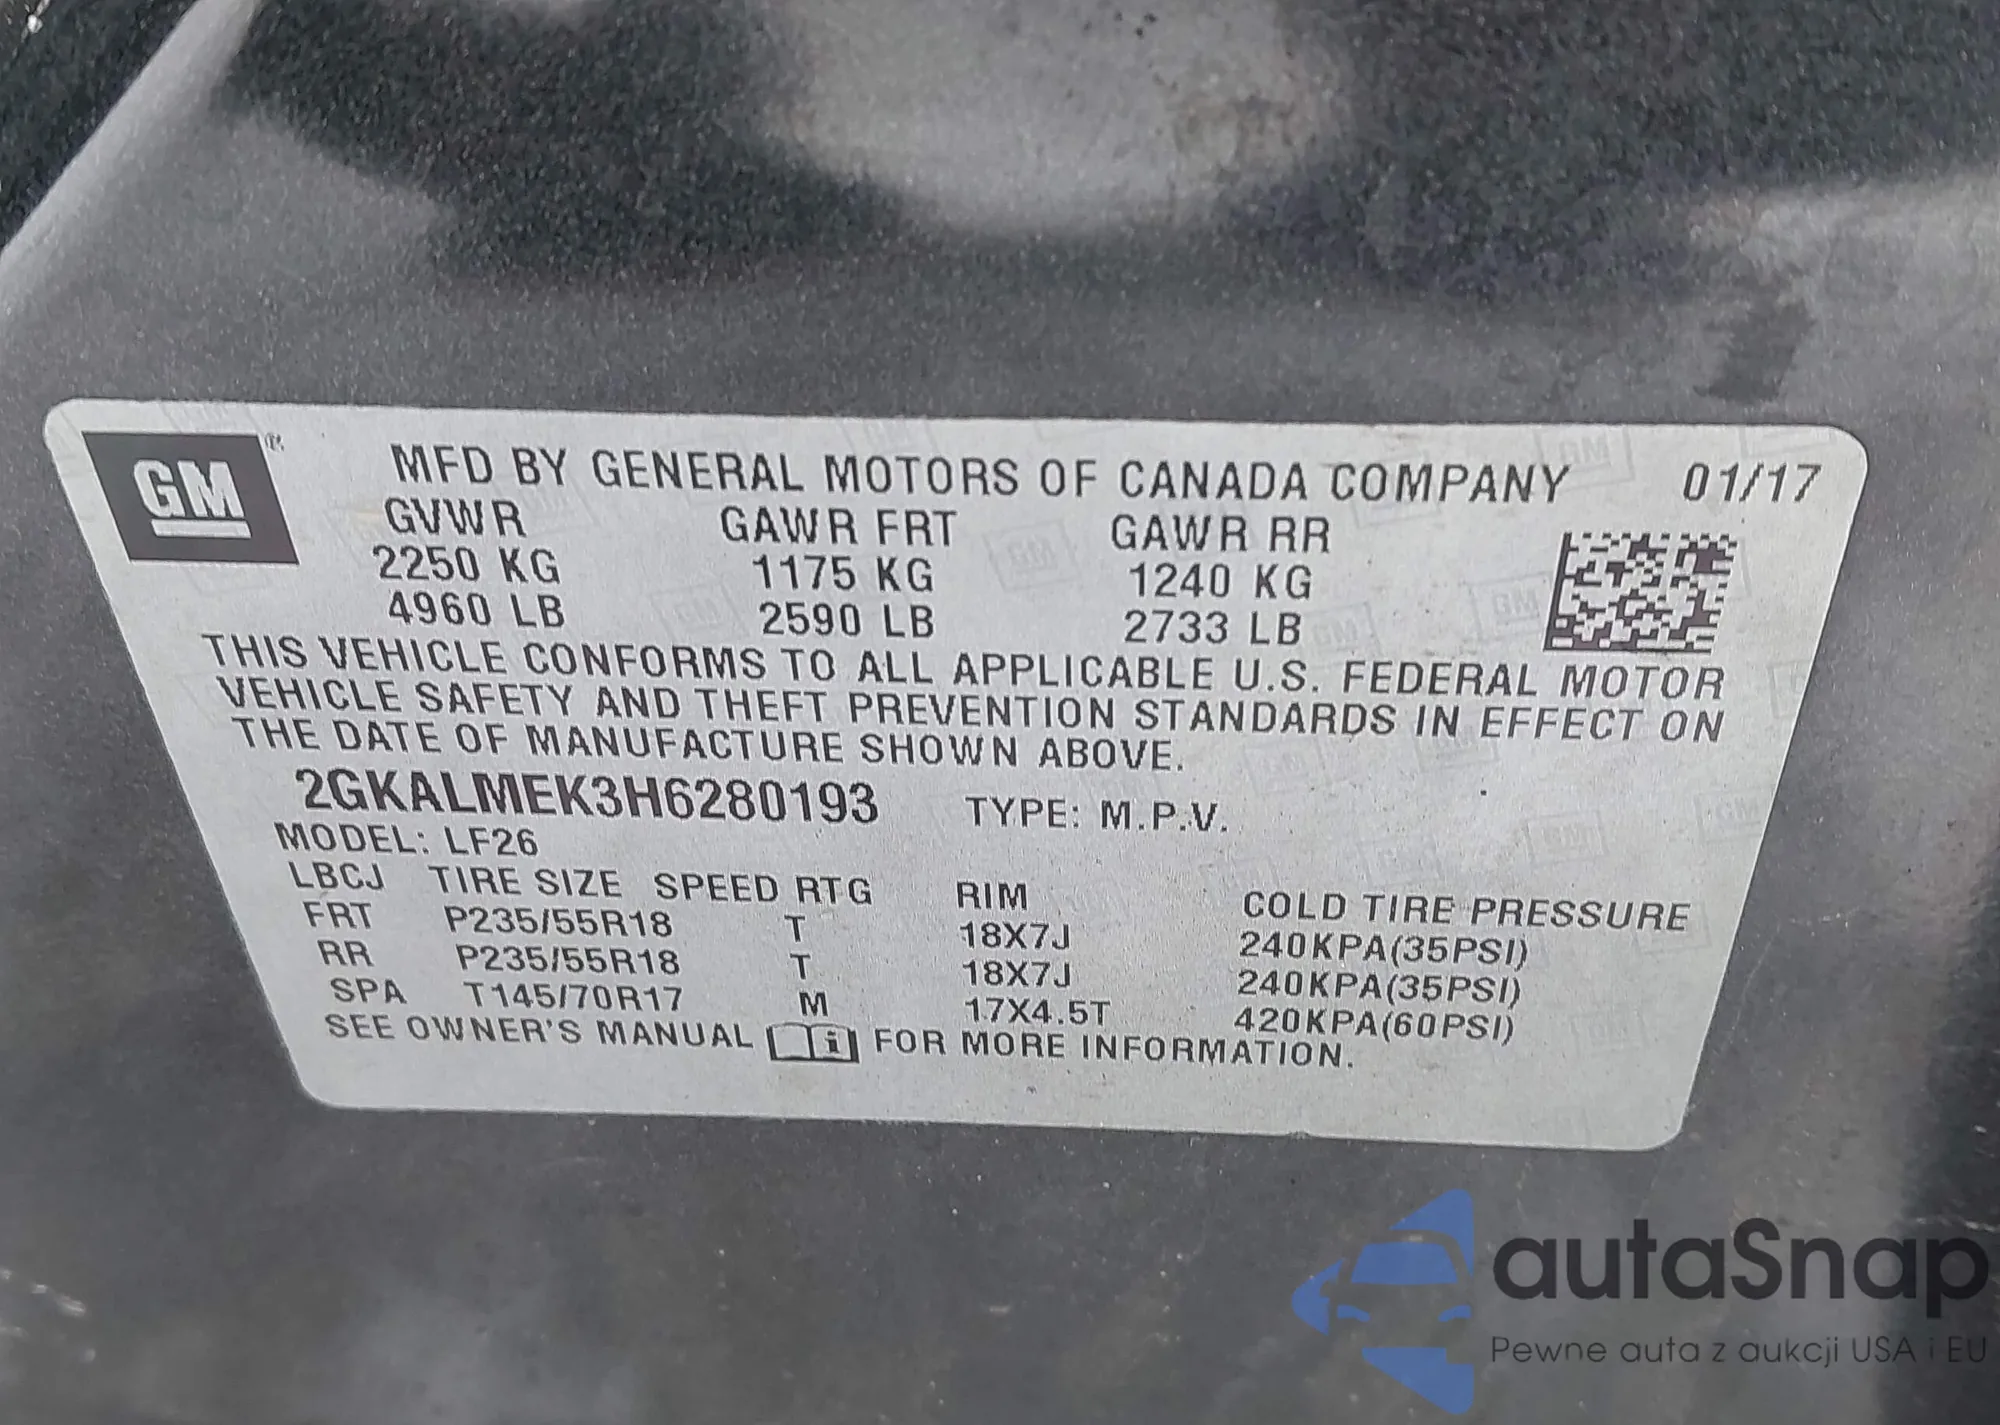 GM®
MFD BY GENERAL MOTORS OF CANADA COMPANY 01/17
GVWR GAWR FRT GAWR RR
2250 KG 1175 KG 1240 KG
4960 LB 2590 LB 2733 LB
THIS VEHICLE CONFORMS TO ALL APPLICABLE U.S. FEDERAL MOTOR
VEHICLE SAFETY AND THEFT PREVENTION STANDARDS IN EFFECT ON
THE DATE OF MANUFACTURE SHOWN ABOVE.
2GKALMEK3H6280193 TYPE: M.P.V.
MODEL: LF26
LBCJ TIRE SIZE SPEED RTG RIM COLD TIRE PRESSURE
FRT P235/55R18 T 18X7J 240KPA(35PSI)
RR P235/55R18 T 18X7J 240KPA(35PSI)
SPA T145/70R17 M 17X4.5T 420KPA(60PSI)
SEE OWNER'S MANUAL i FOR MORE INFORMATION.
autaSnap
Pewne auta z aukcji USA i EU